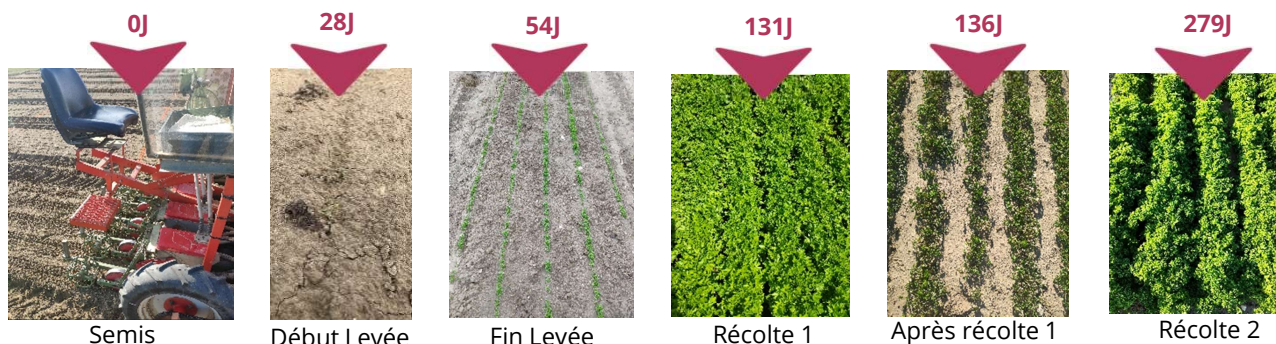 0J 28J 54J 131J 136J 279J
Semis Début Levée Fin Levée Récolte 1 Après récolte 1 Récolte 2